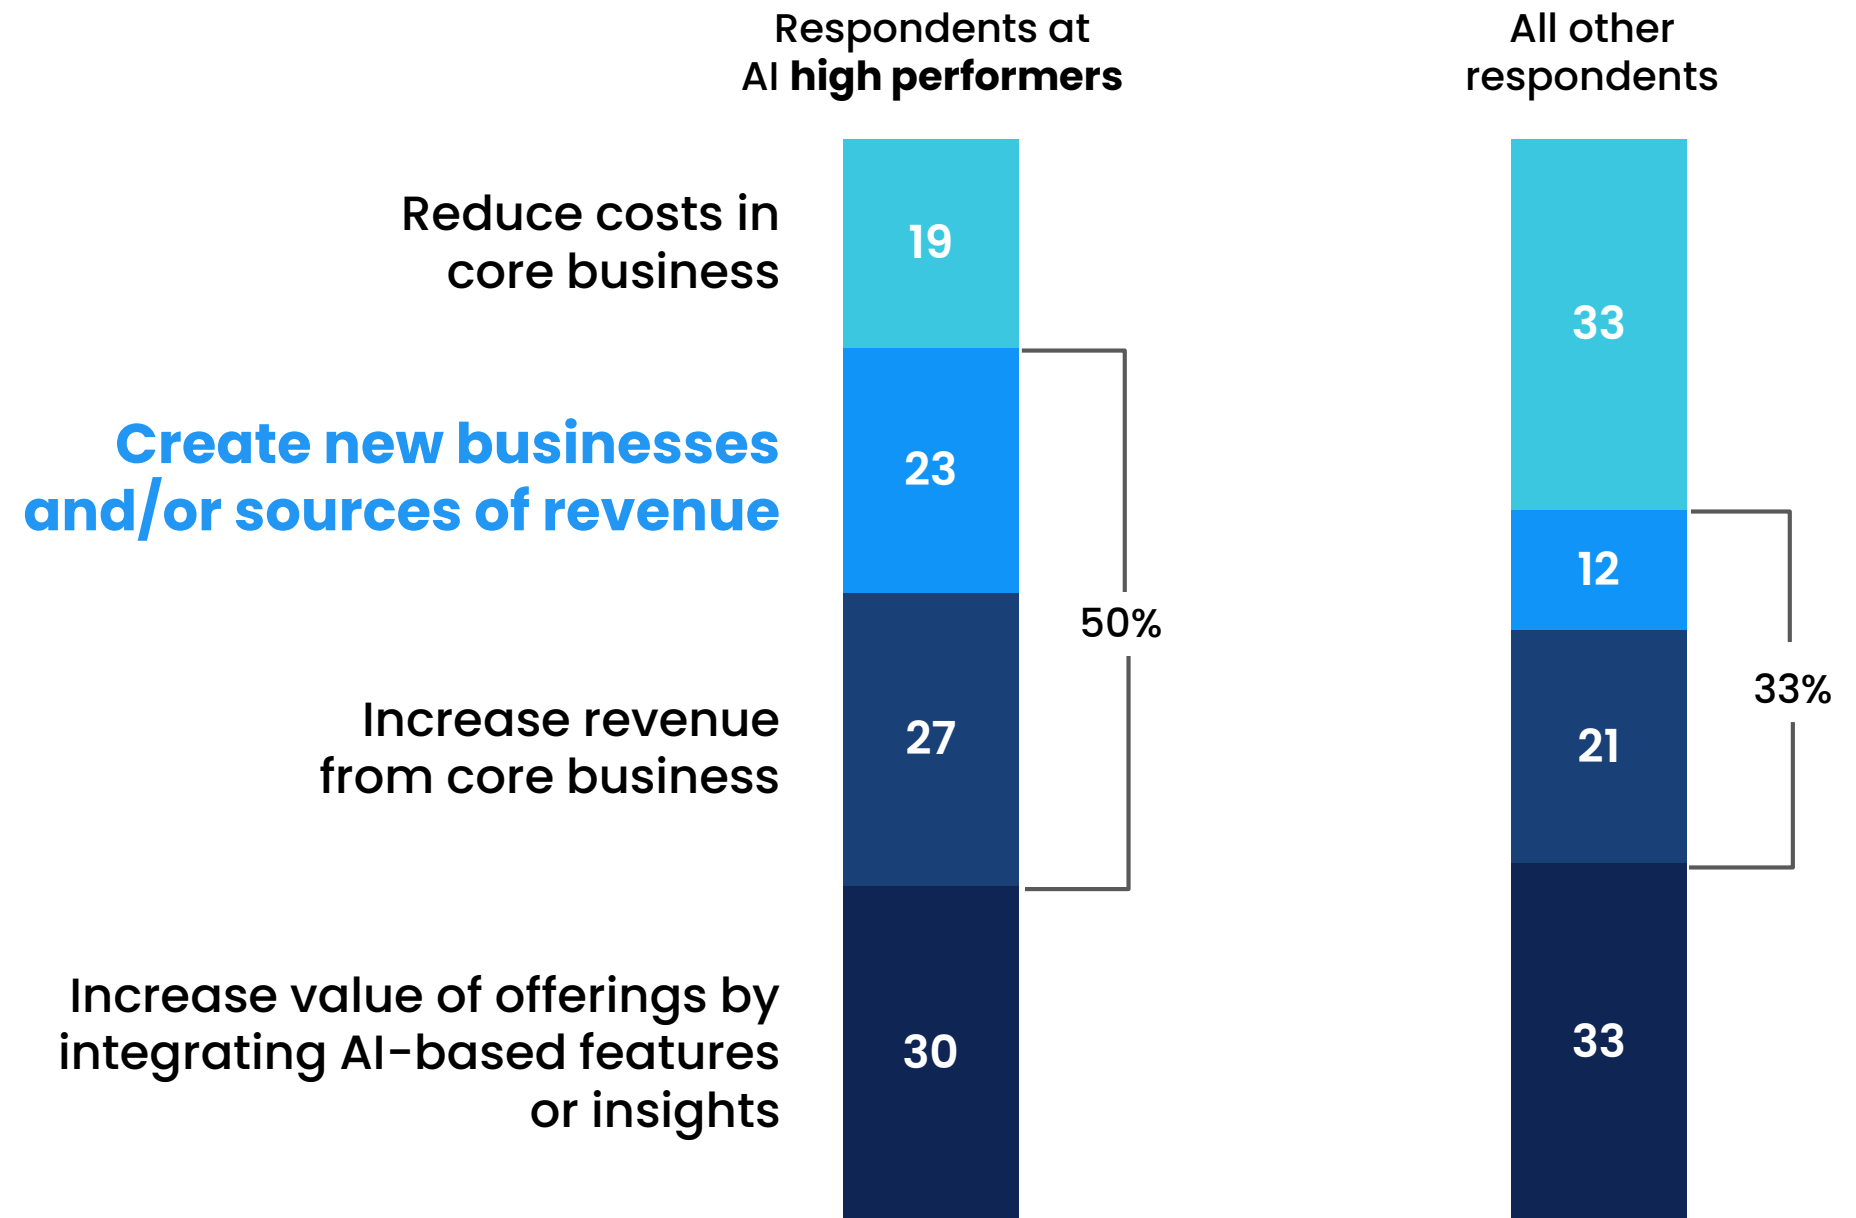 Respondents at
AI high performers
All other
respondents
Reduce costs in
core business
19
33
Create new businesses
and/or sources of revenue
23
12
50%
33%
Increase revenue
from core business
27
21
Increase value of offerings by
integrating AI-based features
or insights
30
33